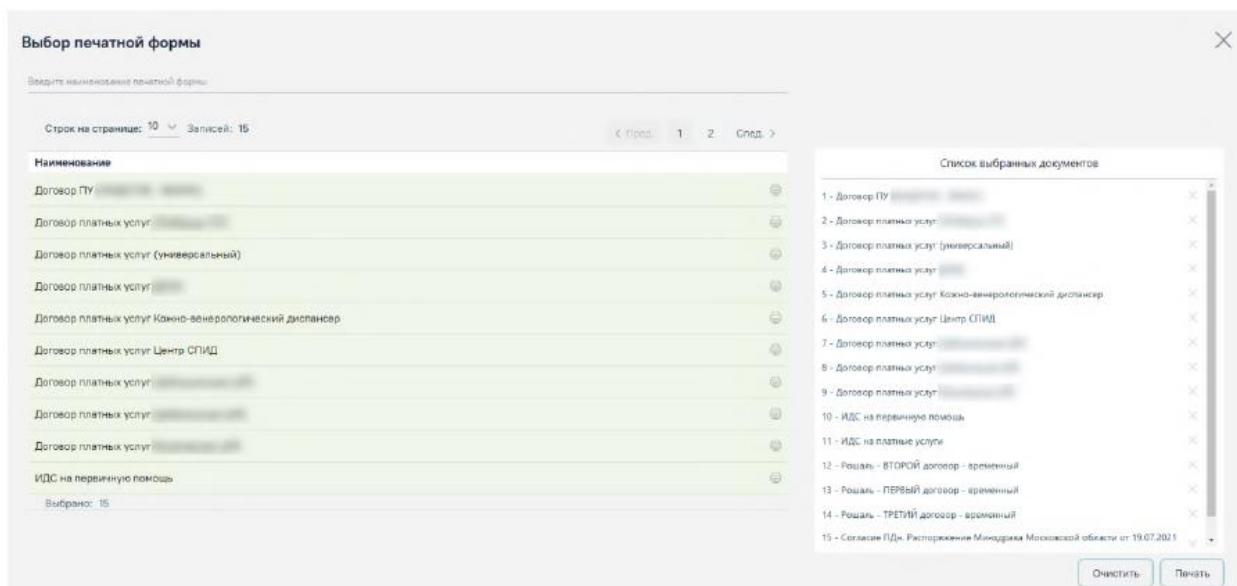 Выбор печатной формы
Введите наименование печатной формы
Строк на странице: 10 Записей: 15
< Пред. 1 2 След. >
Наименование
Договор ПУ
Договор платных услуг
Договор платных услуг (универсальный)
Договор платных услуг
Договор платных услуг Кожно-венерологический диспансер
Договор платных услуг Центр СПИД
Договор платных услуг
Договор платных услуг
Договор платных услуг
ИДС на первичную помощь
Выбрано: 15
Список выбранных документов
1 - Договор ПУ
2 - Договор платных услуг
3 - Договор платных услуг (универсальный)
4 - Договор платных услуг
5 - Договор платных услуг Кожно-венерологический диспансер
6 - Договор платных услуг Центр СПИД
7 - Договор платных услуг
8 - Договор платных услуг
9 - Договор платных услуг
10 - ИДС на первичную помощь
11 - ИДС на платные услуги
12 - Рошаль - ВТОРОЙ договор - временный
13 - Рошаль - ПЕРВЫЙ договор - временный
14 - Рошаль - ТРЕТИЙ договор - временный
15 - Согласие ПДн. Распоряжение Минздрава Московской области от 19.07.2021
Очистить Печать